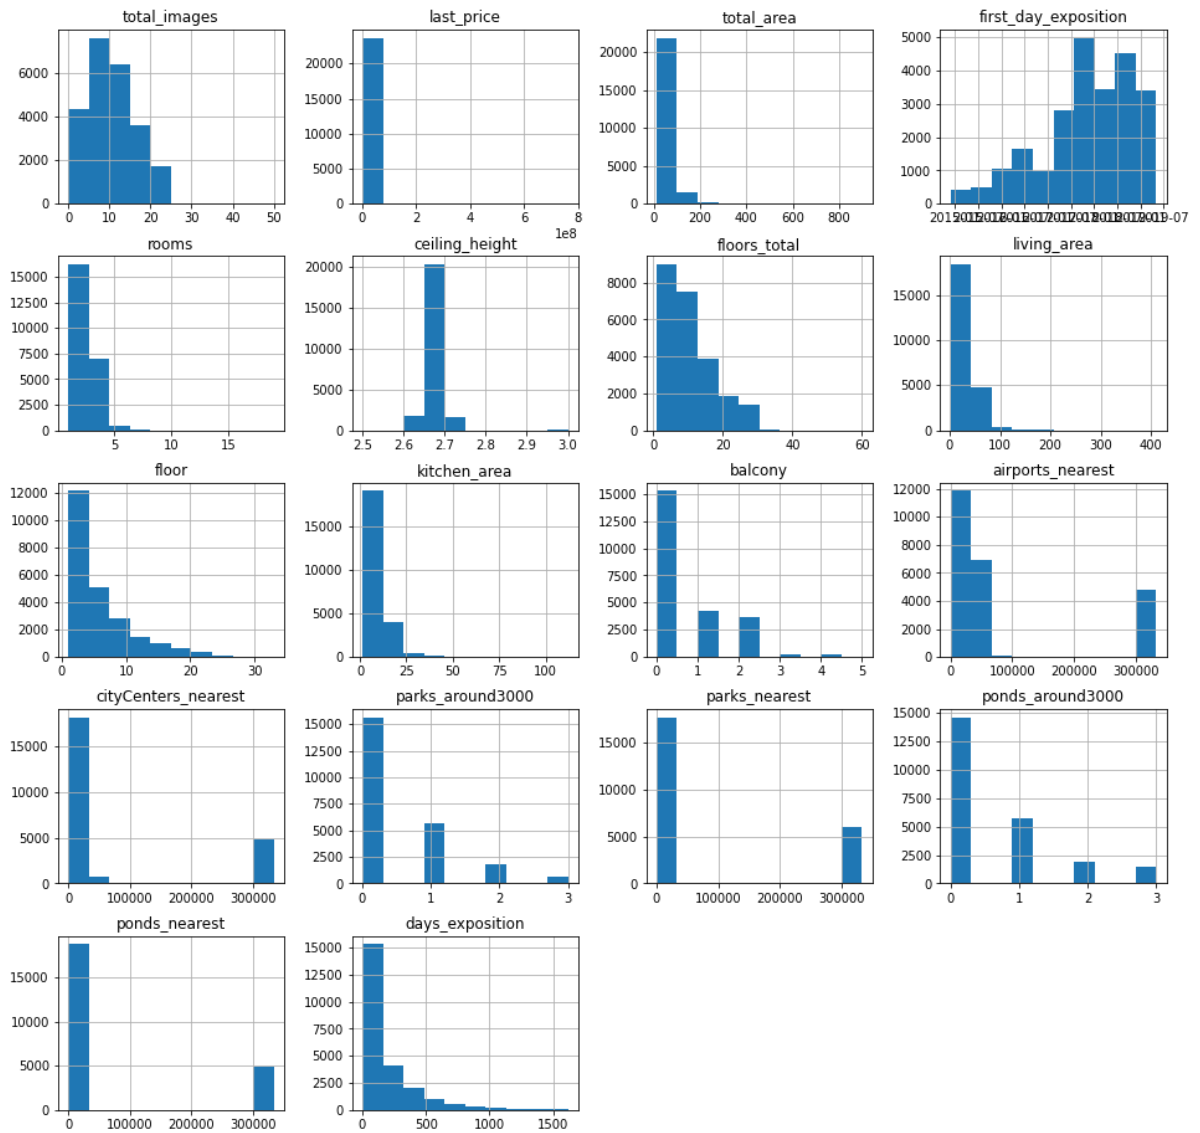 total_images
6000
4000
2000
0
0 10 20 30 40 50
last_price
20000
15000
10000
5000
0
0 2 4 6 8
1e8
total_area
20000
15000
10000
5000
0
0 200 400 600 800
first_day_exposition
5000
4000
3000
2000
1000
0
rooms
15000
12500
10000
7500
5000
2500
0
5 10 15
ceiling_height
20000
15000
10000
5000
0
2.5 2.6 2.7 2.8 2.9 3.0
floors_total
8000
6000
4000
2000
0
0 20 40 60
living_area
15000
10000
5000
0
0 100 200 300 400
floor
12000
10000
8000
6000
4000
2000
0
0 10 20 30
kitchen_area
15000
10000
5000
0
0 25 50 75 100
balcony
15000
12500
10000
7500
5000
2500
0
0 1 2 3 4 5
airports_nearest
12000
10000
8000
6000
4000
2000
0
0 100000 200000 300000
cityCenters_nearest
15000
10000
5000
0
0 100000 200000 300000
parks_around3000
15000
12500
10000
7500
5000
2500
0
0 1 2 3
parks_nearest
15000
10000
5000
0
0 100000 200000 300000
ponds_around3000
15000
12500
10000
7500
5000
2500
0
0 1 2 3
ponds_nearest
15000
10000
5000
0
0 100000 200000 300000
days_exposition
15000
12500
10000
7500
5000
2500
0
0 500 1000 1500